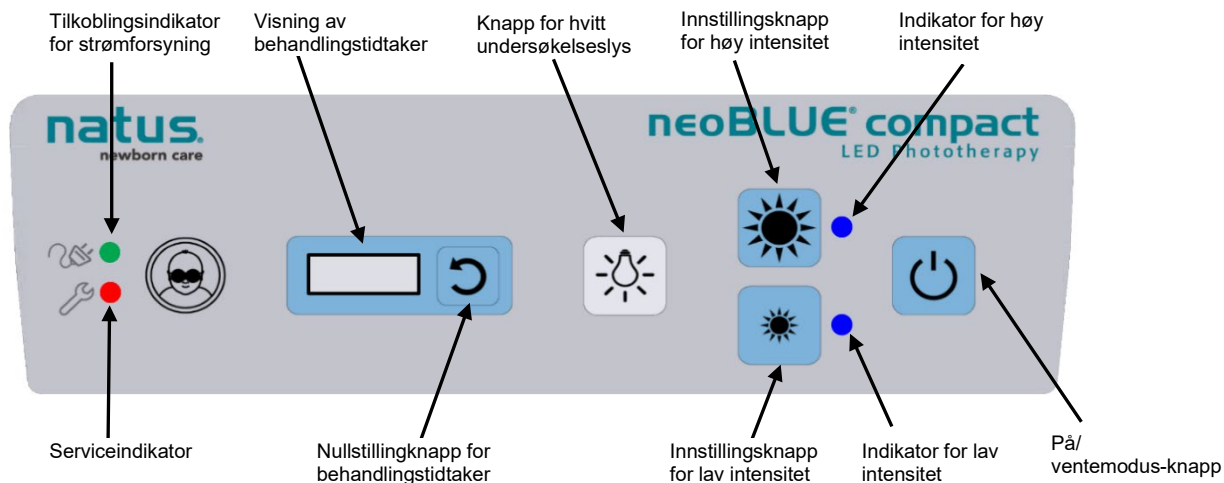 Tilkoblingsindikator
for strømforsyning
Visning av
behandlingstidtaker
Knapp for hvitt
undersøkelseslys
Innstillingsknapp
for høy intensitet
Indikator for høy
intensitet
natus.
newborn care
neoBLUE® compact
LED Phototherapy
Serviceindikator
Nullstillingknapp for
behandlingstidtaker
Innstillingsknapp
for lav intensitet
Indikator for lav
intensitet
På/
ventemodus-knapp